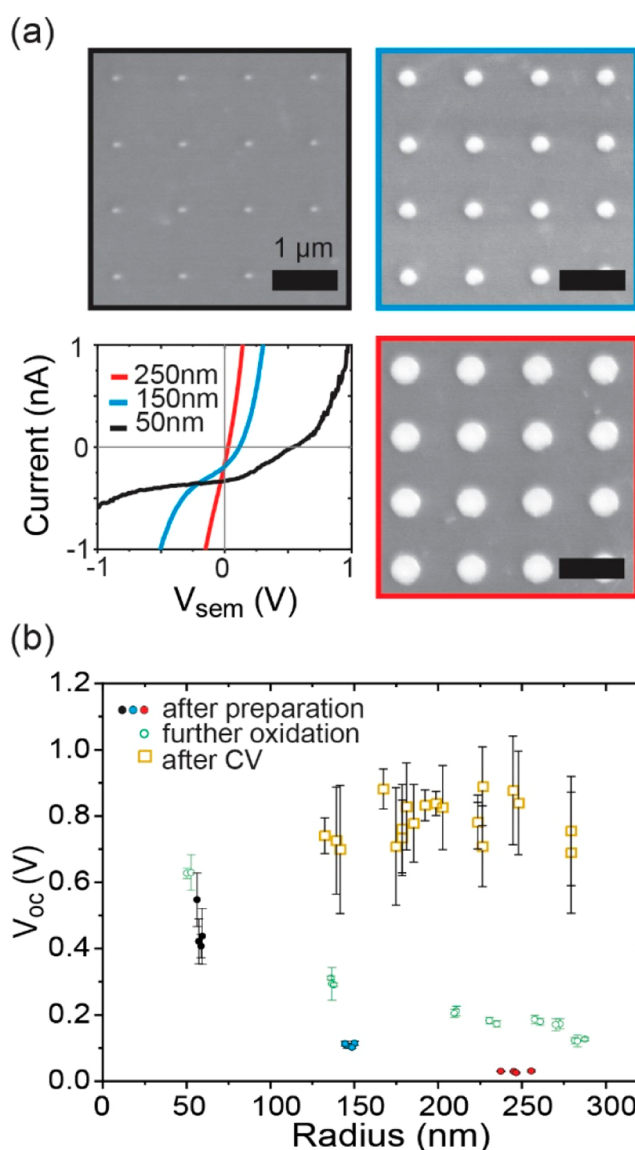 (a)
1 μm
1
0
-1
Current (nA)
250nm
150nm
50nm
-1
0
1
V_sem (V)
(b)
1.2
1.0
0.8
0.6
0.4
0.2
0.0
V_oc (V)
after preparation
further oxidation
after CV
0
50
100
150
200
250
300
Radius (nm)